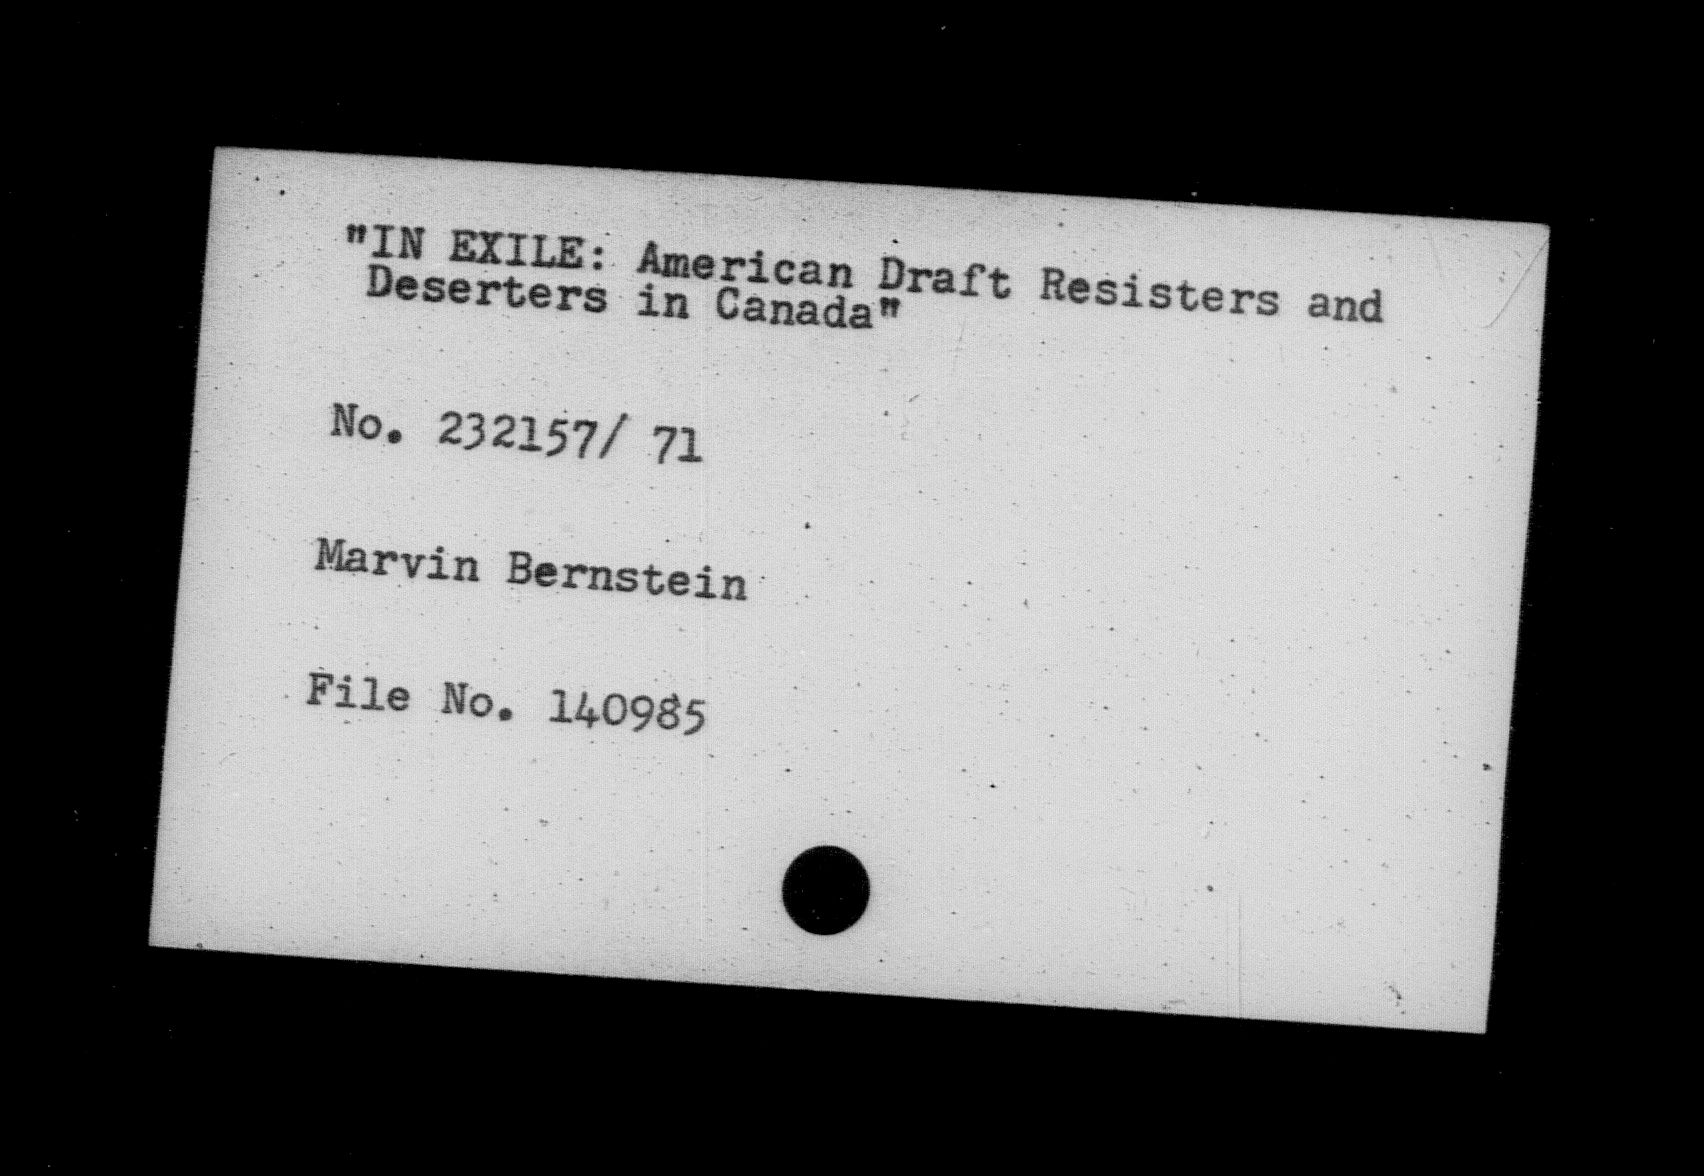 "IN EXILE: American Draft Resisters and
Deserters in Canada"
No. 232157/ 71
Marvin Bernstein
File No. 140985